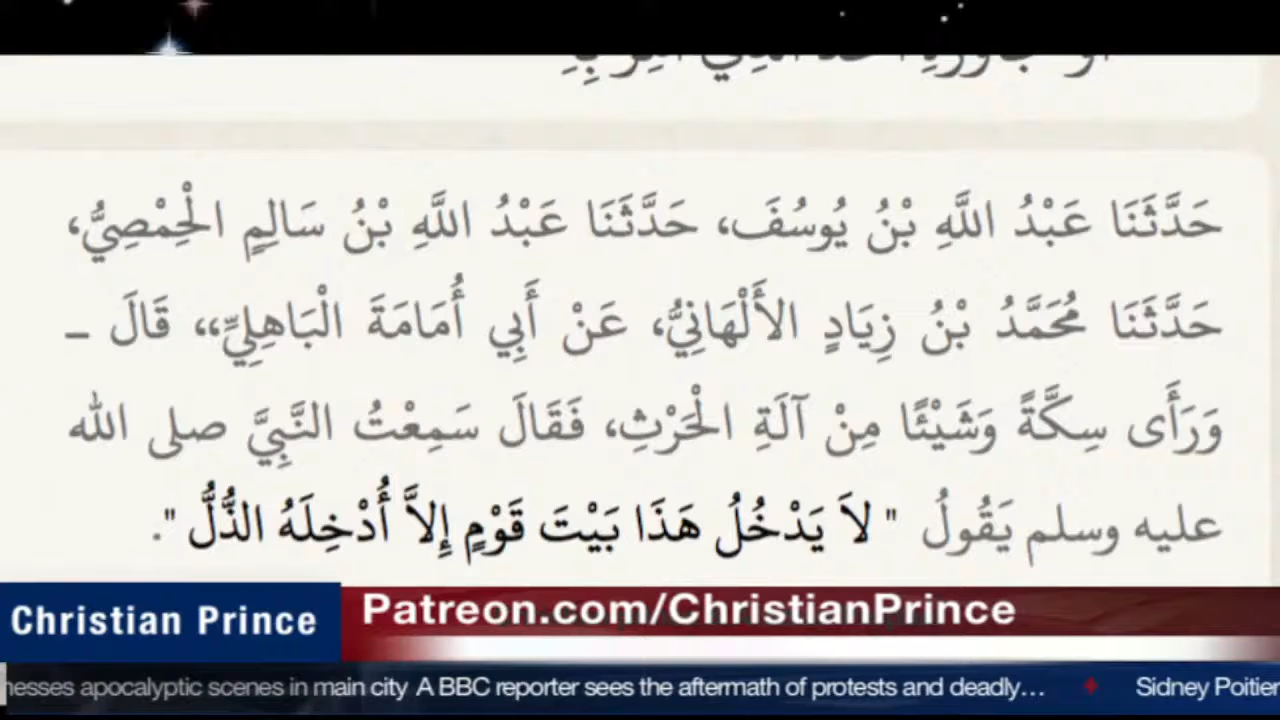 حَدَّثَنَا عَبْدُ اللَّهِ بْنُ يُوسُفَ، حَدَّثَنَا عَبْدُ اللَّهِ بْنُ سَالِمٍ الْحِمْصِيُّ،
حَدَّثَنَا مُحَمَّدُ بْنُ زِيَادٍ الأَلْهَانِيُّ، عَنْ أَبِي أُمَامَةَ الْبَاهِلِيِّ،، قَالَ ـ
وَرَأَى سِكَّةً وَشَيْئًا مِنْ آلَةِ الْحَرْثِ، فَقَالَ سَمِعْتُ النَّبِيَّ صلى الله
عليه وسلم يَقُولُ " لاَ يَدْخُلُ هَذَا بَيْتَ قَوْمٍ إِلاَّ أُدْخِلَهُ الذُّلُّ ".
Christian Prince
Patreon.com/ChristianPrince
apocalyptic scenes in main city A BBC reporter sees the aftermath of protests and deadly... Sidney Poitier